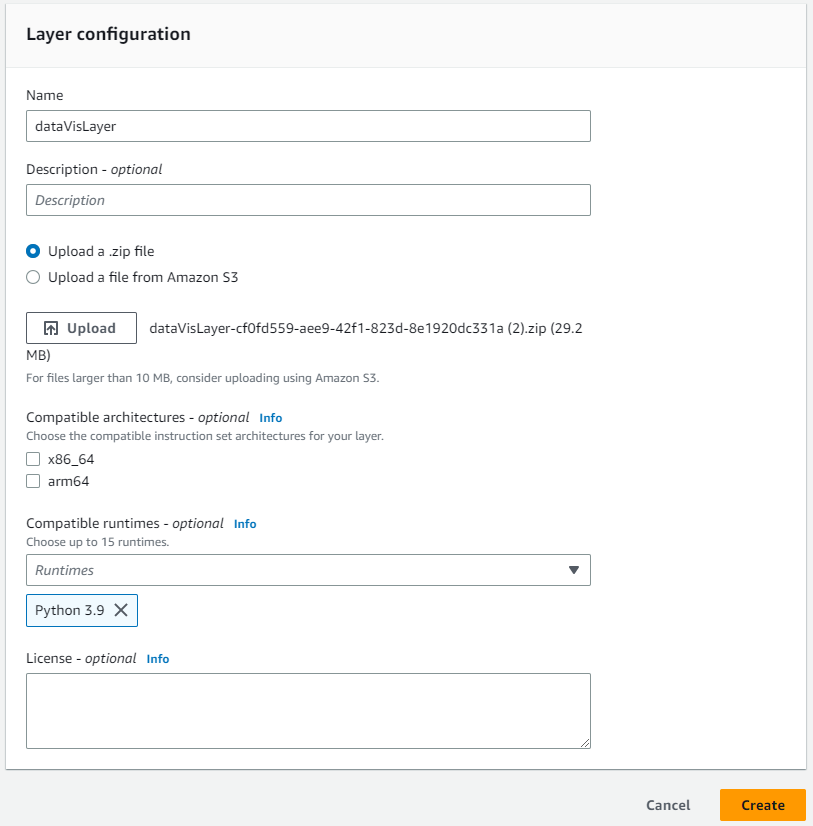 Layer configuration
Name
dataVisLayer
Description - optional
Description
Upload a .zip file
Upload a file from Amazon S3
Upload dataVisLayer-cf0fd559-aee9-42f1-823d-8e1920dc331a (2).zip (29.2
MB)
For files larger than 10 MB, consider uploading using Amazon S3.
Compatible architectures - optional Info
Choose the compatible instruction set architectures for your layer.
x86_64
arm64
Compatible runtimes - optional Info
Choose up to 15 runtimes.
Runtimes
Python 3.9
License - optional Info
Cancel Create